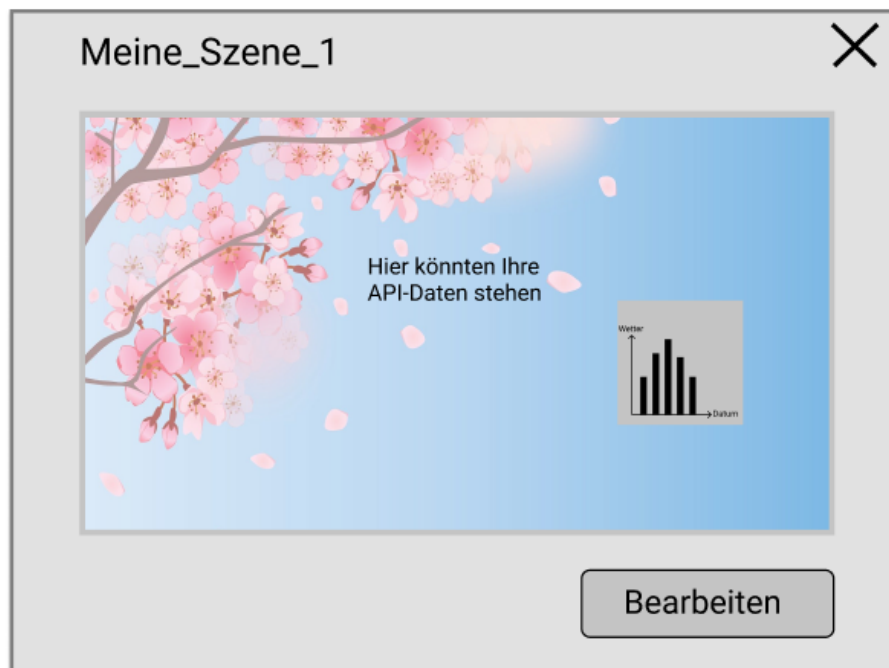 Meine_Szene_1
Hier könnten Ihre
API-Daten stehen
Wetter
Datum
Bearbeiten